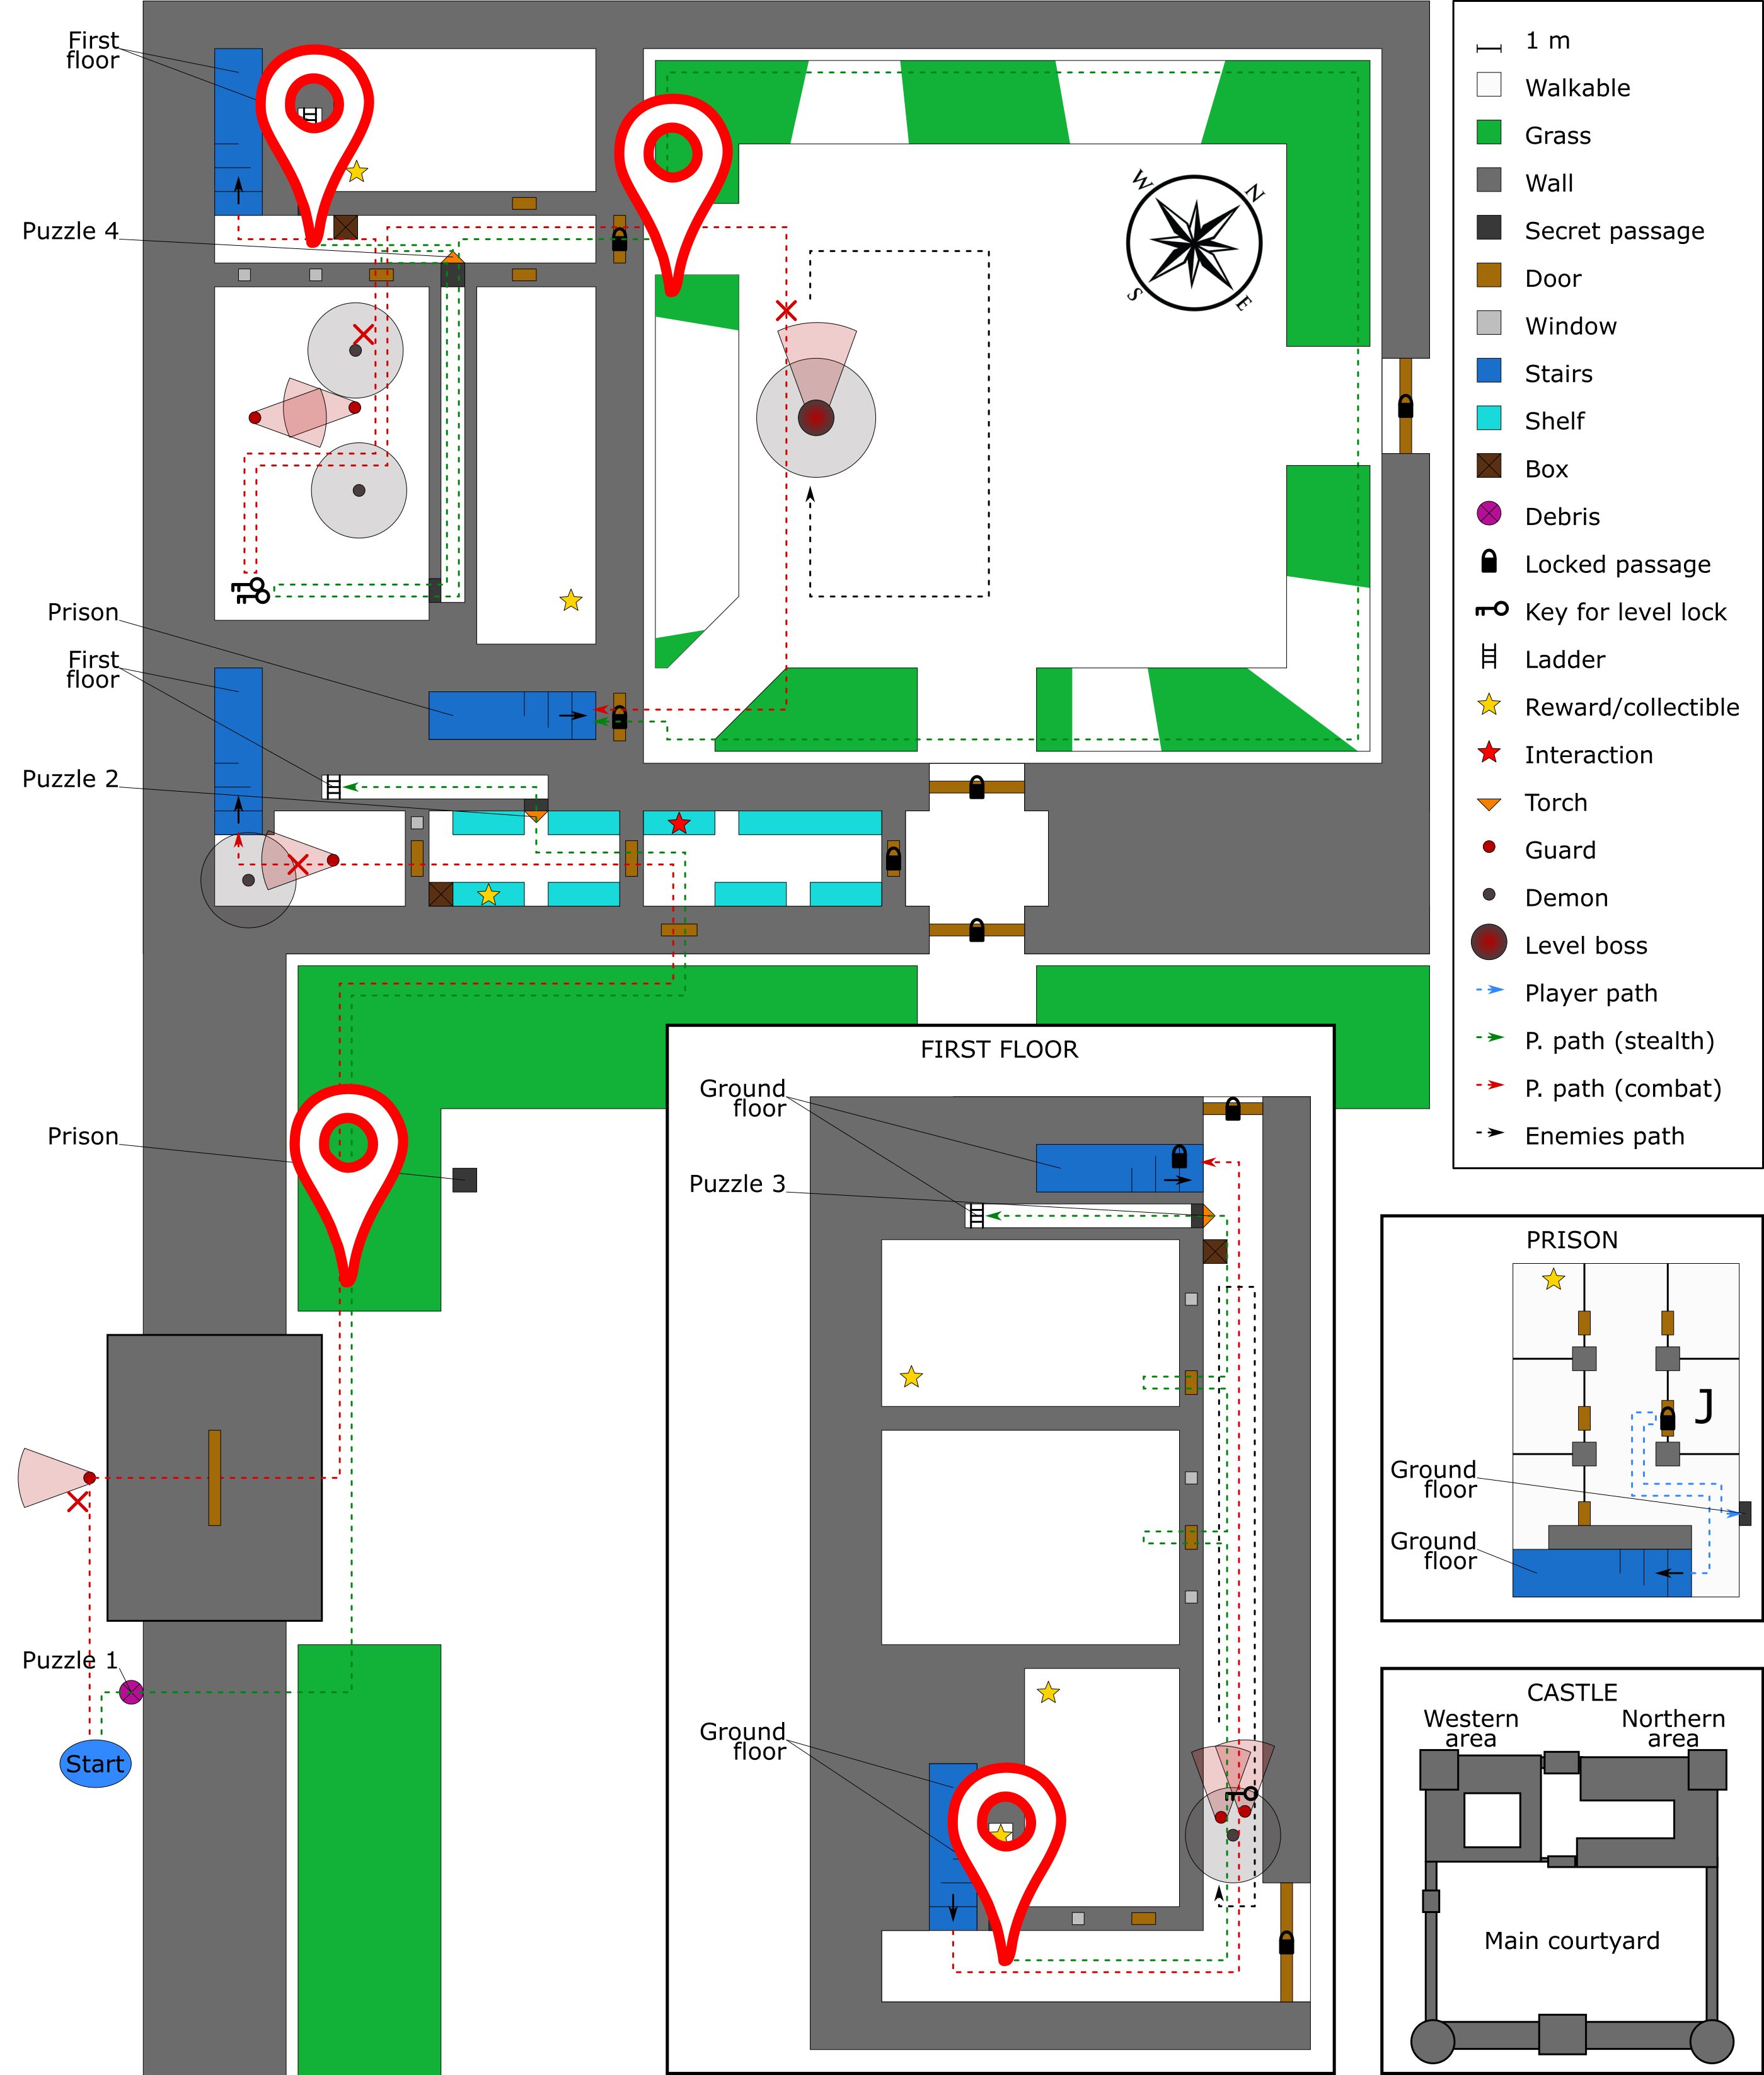 First
floor
Puzzle 4
Prison
First
floor
Puzzle 2
Prison
Puzzle 1
Start
W
N
S
E
1 m
Walkable
Grass
Wall
Secret passage
Door
Window
Stairs
Shelf
Box
Debris
Locked passage
Key for level lock
Ladder
Reward/collectible
Interaction
Torch
Guard
Demon
Level boss
Player path
P. path (stealth)
P. path (combat)
Enemies path
FIRST FLOOR
Ground
floor
Puzzle 3
Ground
floor
PRISON
J
Ground
floor
Ground
floor
CASTLE
Western
area
Northern
area
Main courtyard